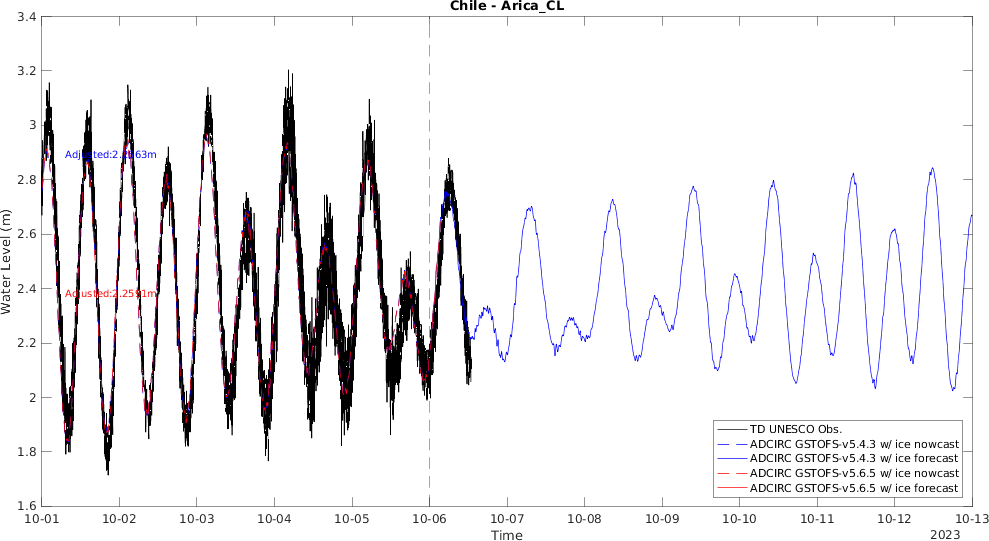 Chile - Arica_CL
3.4
3.2
3
2.8
2.6
2.4
2.2
2
1.8
1.6
Water Level (m)
Adjusted:2.2563m
Adjusted:2.2591m
TD UNESCO Obs.
ADCIRC GSTOFS-v5.4.3 w/ ice nowcast
ADCIRC GSTOFS-v5.4.3 w/ ice forecast
ADCIRC GSTOFS-v5.6.5 w/ ice nowcast
ADCIRC GSTOFS-v5.6.5 w/ ice forecast
10-01 10-02 10-03 10-04 10-05 10-06 10-07 10-08 10-09 10-10 10-11 10-12 10-13
Time
2023